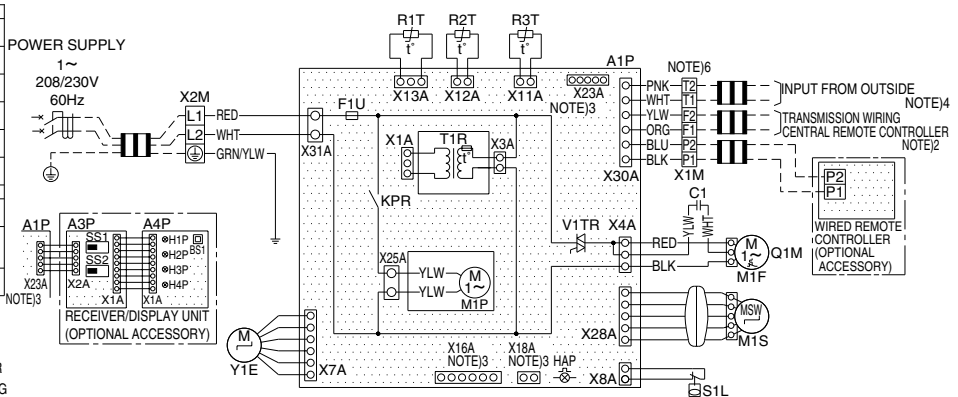 POWER SUPPLY
1~
208/230V
60Hz
X2M
L1
RED
L2
WHT
GRN/YLW
X31A
F1U
R1T
t°
X13A
R2T
t°
X12A
R3T
t°
X11A
A1P
X23A
NOTE)3
X1A
T1R
t°
X3A
KPR
X25A
YLW
YLW
M
1~
M1P
V1TR
X4A
X30A
NOTE)6
PNK
T2
WHT
T1
YLW
F2
ORG
F1
BLU
P2
BLK
P1
X1M
INPUT FROM OUTSIDE
NOTE)4
TRANSMISSION WIRING
CENTRAL REMOTE CONTROLLER
NOTE)2
P2
P1
WIRED REMOTE
CONTROLLER
(OPTIONAL
ACCESSORY)
C1
YLW
WHT
RED
BLK
M
1~
Q1M
M1F
X28A
MSW
M1S
X8A
S1L
X16A
NOTE)3
X18A
NOTE)3
HAP
M
Y1E
X7A
A1P
X23A
NOTE)3
A3P
SS1
SS2
X2A
X1A
A4P
H1P
H2P
H3P
H4P
BS1
X1A
RECEIVER/DISPLAY UNIT
(OPTIONAL ACCESSORY)
R
G